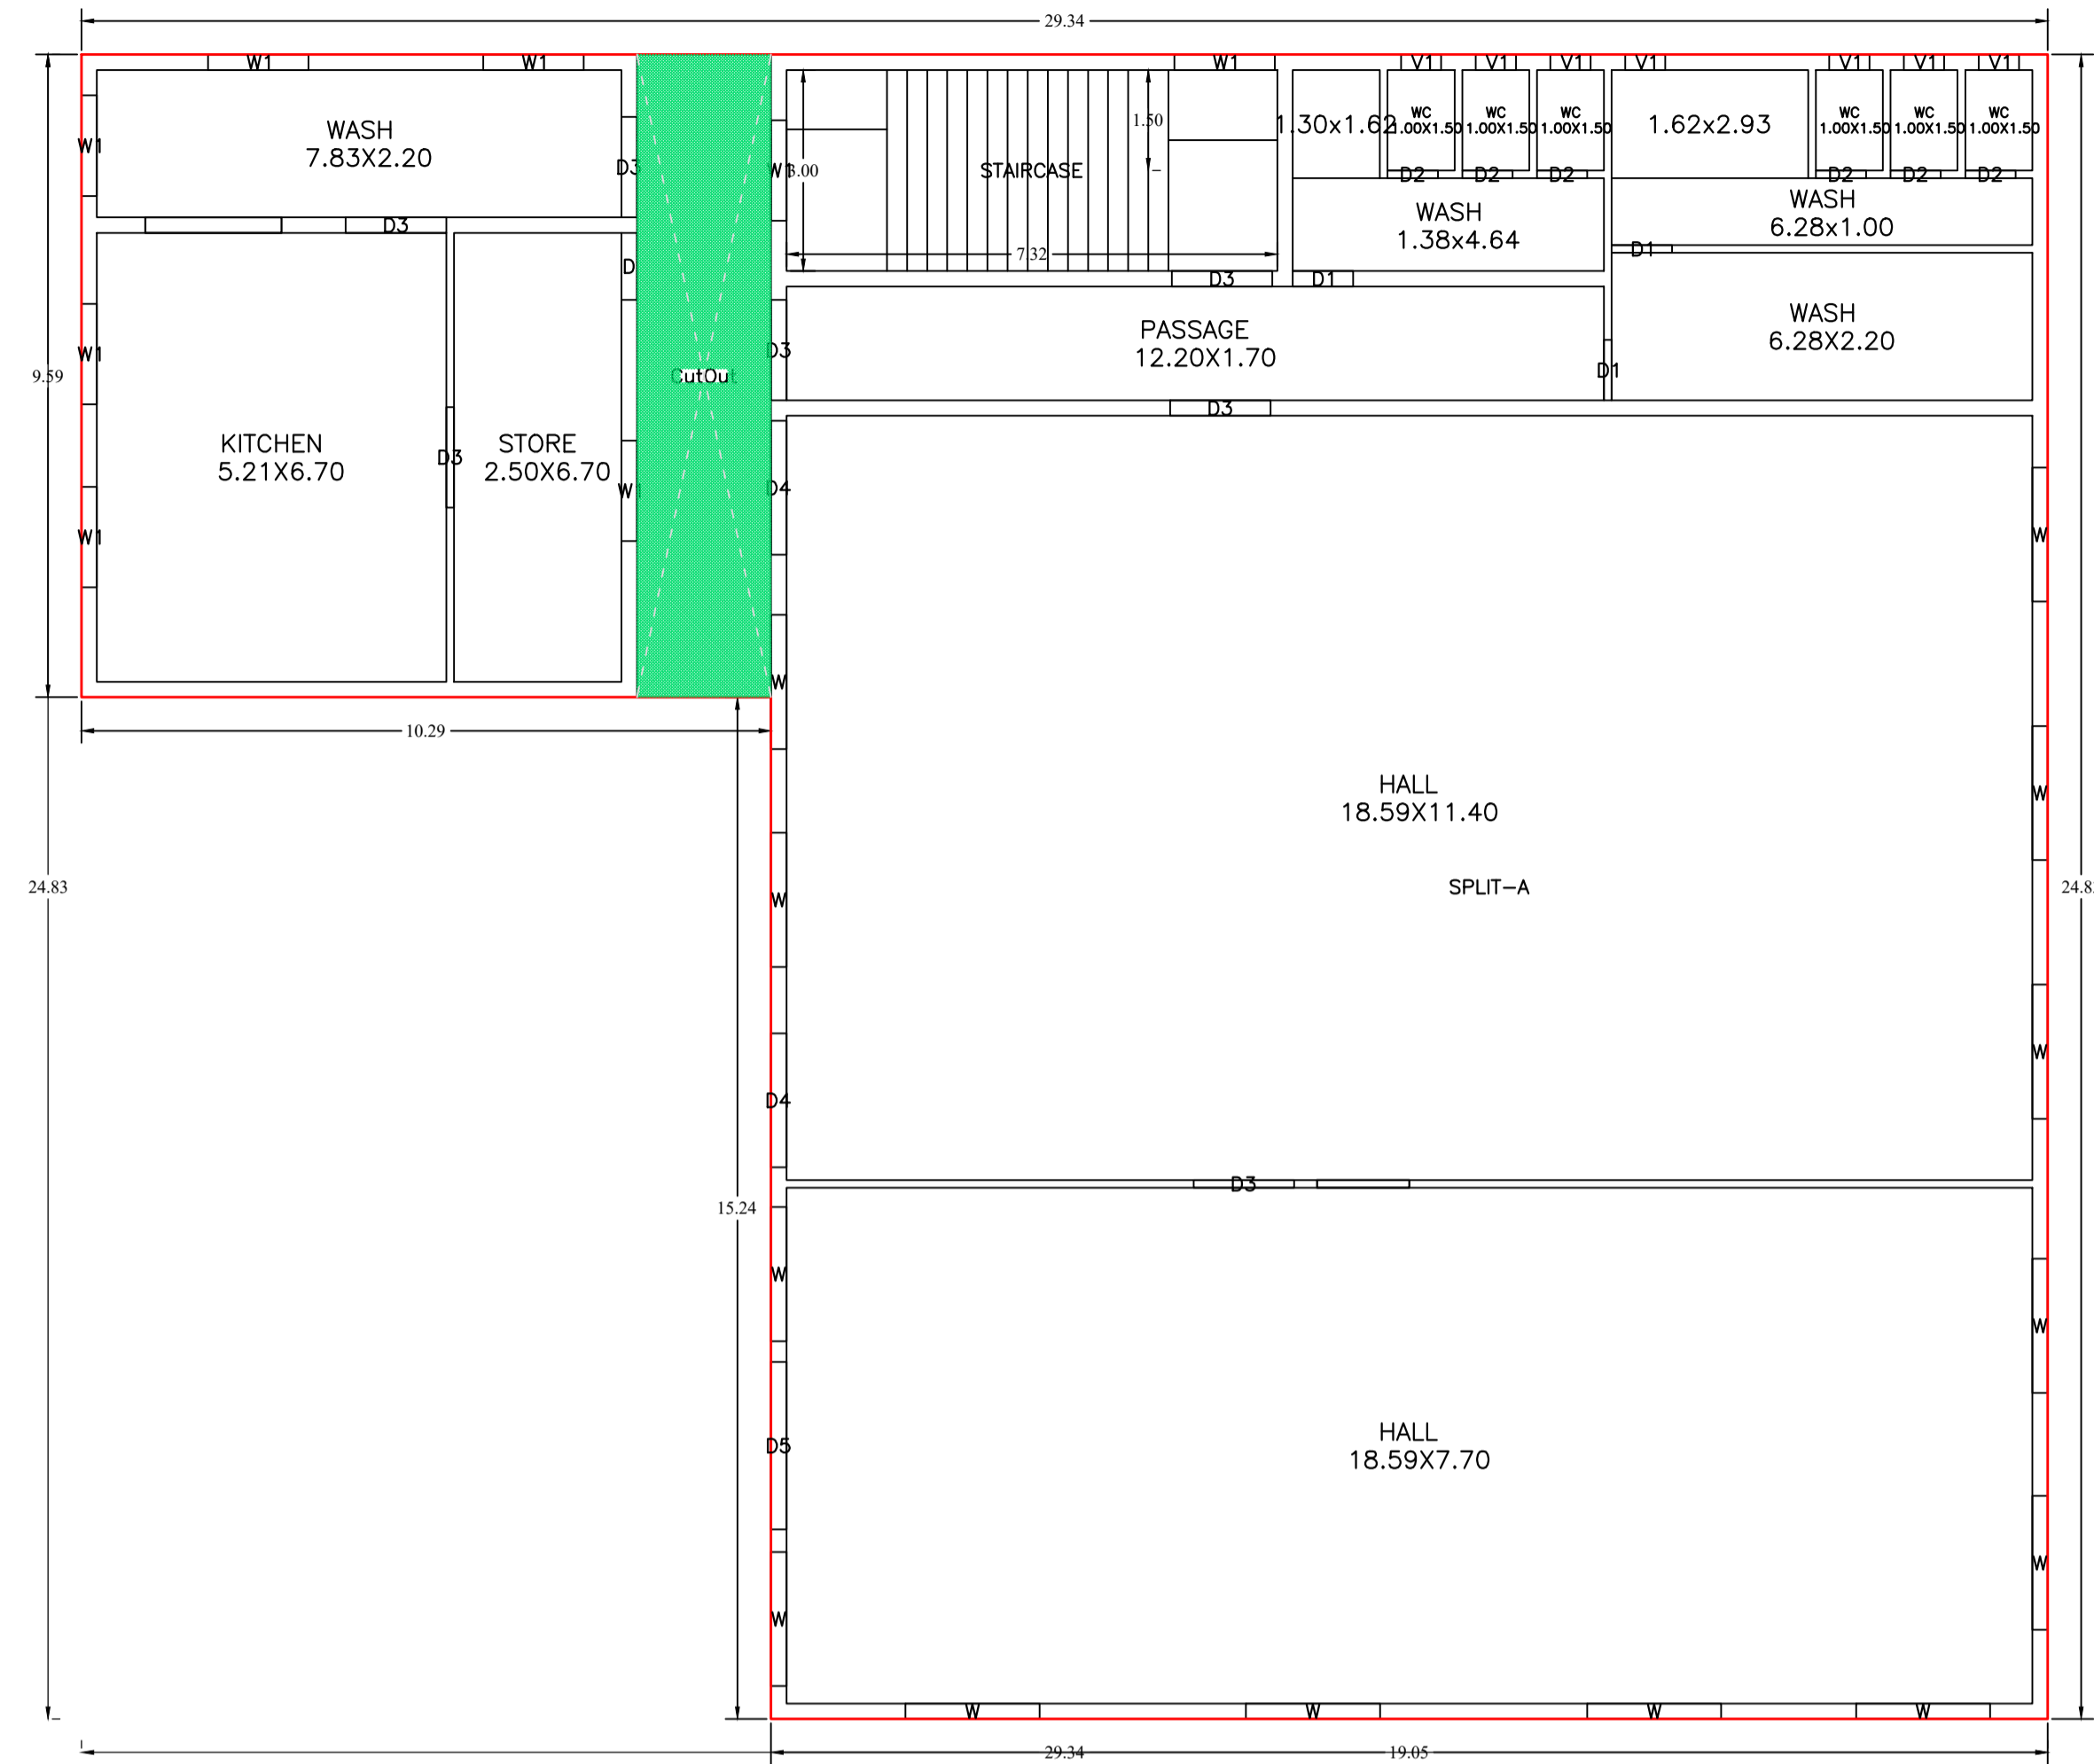 29.34
W1
W1
W1
V1
V1
V1
V1
V1
V1
V1
WASH
7.83X2.20
W1
D3
W1
3.00
STAIRCASE
1.50
7.32
1.30x1.62
WC
1.00X1.50
WC
1.00X1.50
WC
1.00X1.50
1.62x2.93
WC
1.00X1.50
WC
1.00X1.50
WC
1.00X1.50
D2
D2
D2
D2
D2
D2
WASH
1.38x4.64
WASH
6.28x1.00
D1
D3
D
D3
D1
WASH
6.28X2.20
PASSAGE
12.20X1.70
D3
D1
W1
9.59
CutOut
D3
KITCHEN
5.21X6.70
D3
STORE
2.50X6.70
W1
D4
W1
W
W
10.29
HALL
18.59X11.40
W
SPLIT-A
24.83
24.8
W
W
D4
D3
15.24
W
W
HALL
18.59X7.70
D5
W
W
W
W
W
W
29.34
19.05